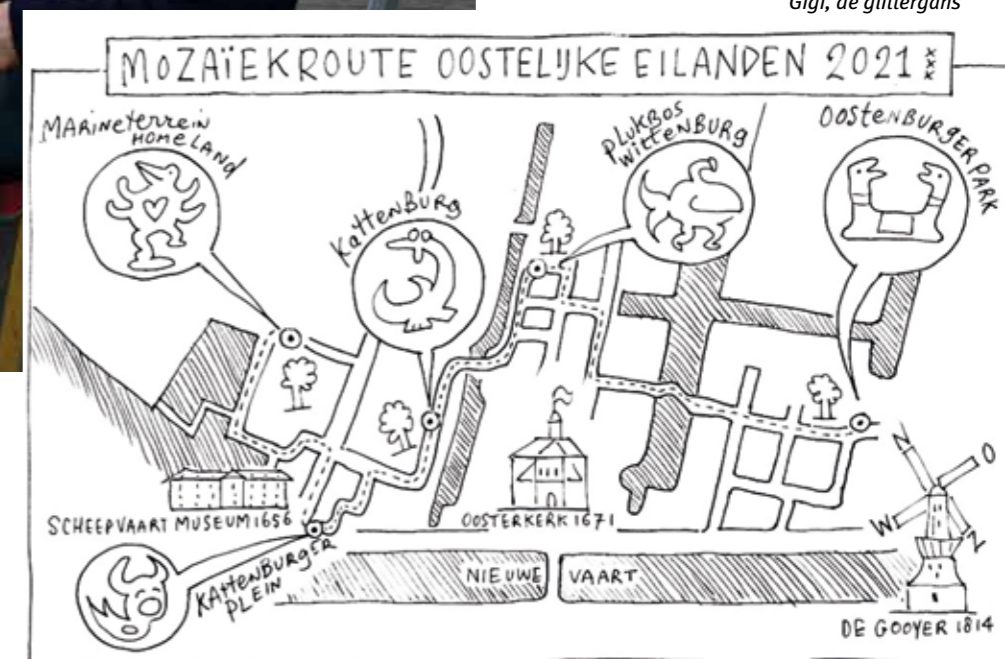 Gigi, de glittergans
MOZAÏEKROUTE OOSTELIJKE EILANDEN 2021 xxx
MARINETERREIN
HOMELAND
KATTENBURG
PLUKBOS
WITTENBURG
OOSTENBURGERPARK
SCHEEPVAART MUSEUM 1656
OOSTERKERK 1671
KATTENBURGER
PLEIN
NIEUWE VAART
N
O
W
Z
DE GOOYER 1814